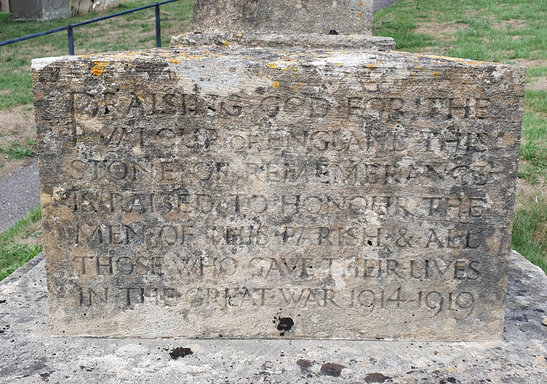 PRAISING GOD FOR THE
RVALOUR OF ENGLAND THIS
STONE OF REMEMBRANCE
IS RAISED TO HONOUR THE
MEN OF THIS PARISH & ALL
THOSE WHO GAVE THEIR LIVES
IN THE GREAT WAR 1914-1919